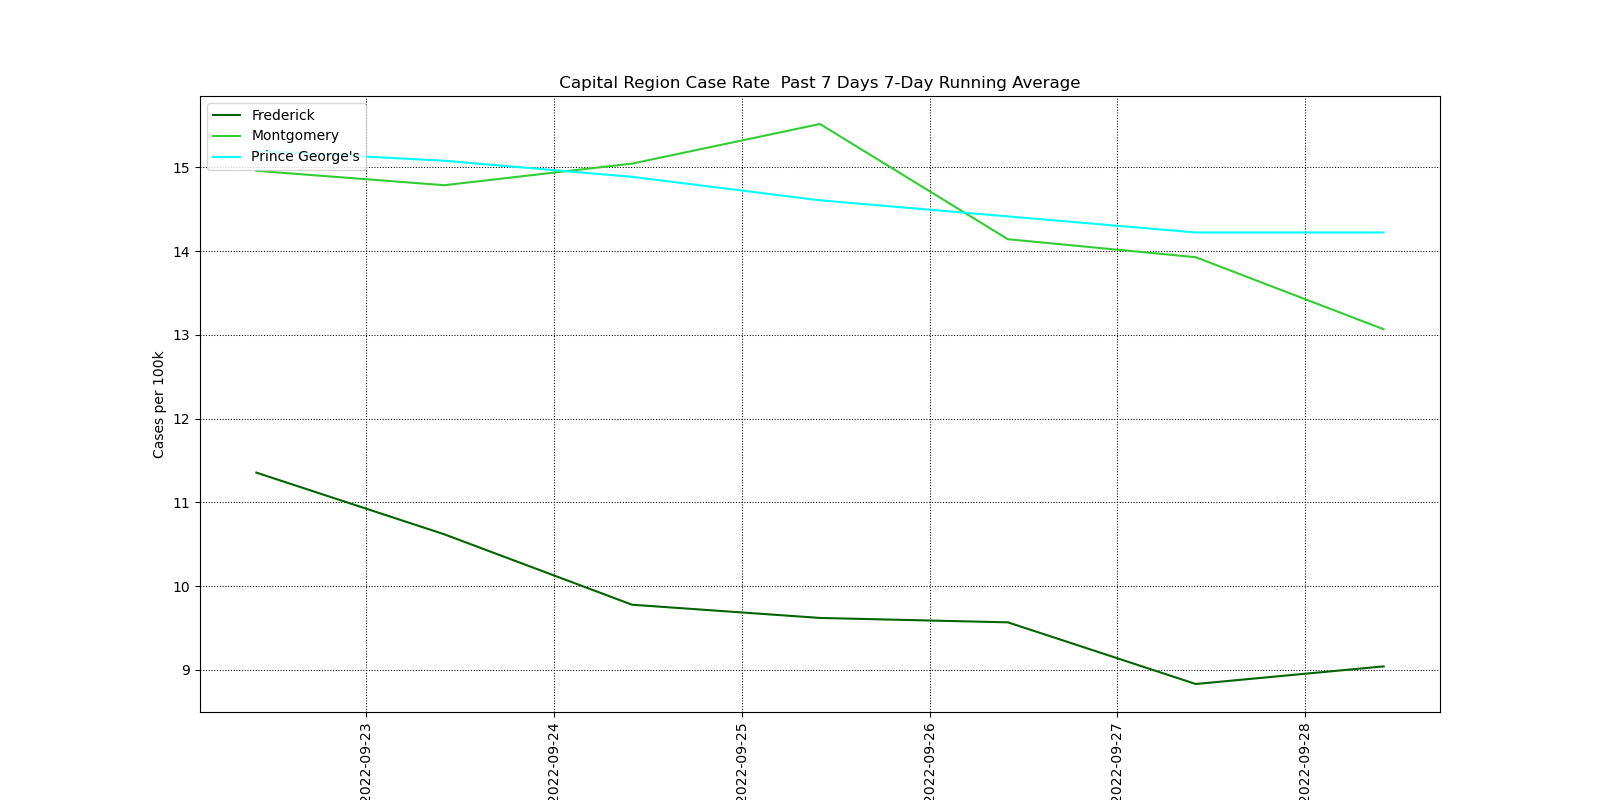 Capital Region Case Rate  Past 7 Days 7-Day Running Average
Frederick
Montgomery
Prince George's
15
14
13
12
11
10
9
Cases per 100k
2022-09-23
2022-09-24
2022-09-25
2022-09-26
2022-09-27
2022-09-28